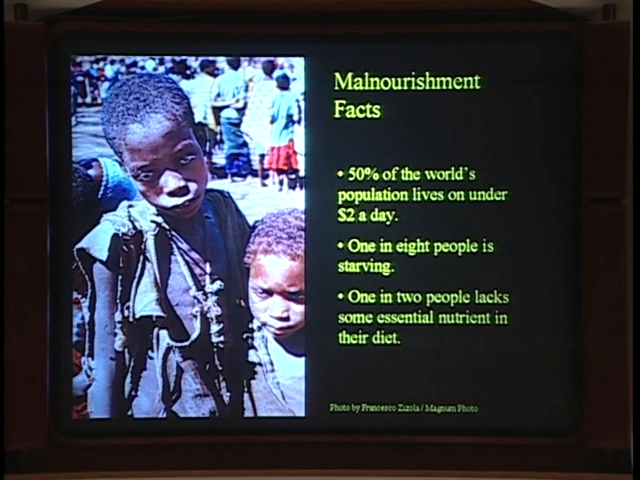 Malnourishment
Facts
• 50% of the world's
population lives on under
$2 a day.
• One in eight people is
starving.
• One in two people lacks
some essential nutrient in
their diet.
Photo by Francesco Zizola / Magnum Photo